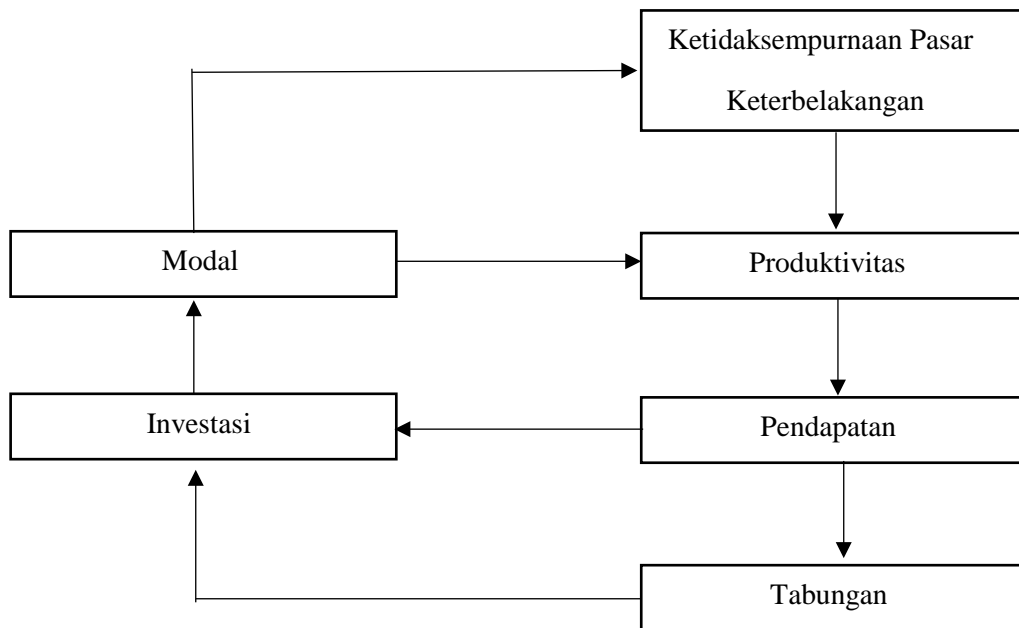 Ketidaksempurnaan Pasar
Keterbelakangan
Modal
Produktivitas
Investasi
Pendapatan
Tabungan